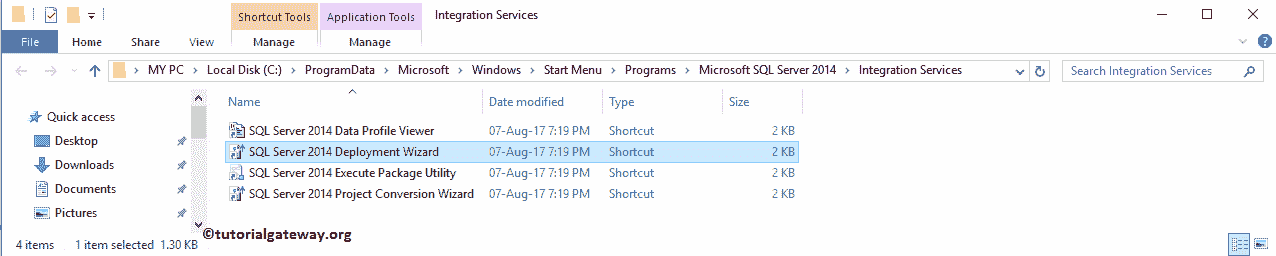 Shortcut Tools Application Tools Integration Services
File Home Share View Manage Manage
MY PC Local Disk (C:) ProgramData Microsoft Windows Start Menu Programs Microsoft SQL Server 2014 Integration Services Search Integration Services
Name Date modified Type Size
Quick access
SQL Server 2014 Data Profile Viewer 07-Aug-17 7:19 PM Shortcut 2 KB
Desktop
SQL Server 2014 Deployment Wizard 07-Aug-17 7:19 PM Shortcut 2 KB
Downloads
SQL Server 2014 Execute Package Utility 07-Aug-17 7:19 PM Shortcut 2 KB
Documents
SQL Server 2014 Project Conversion Wizard 07-Aug-17 7:19 PM Shortcut 2 KB
Pictures
©tutorialgateway.org
4 items 1 item selected 1.30 KB